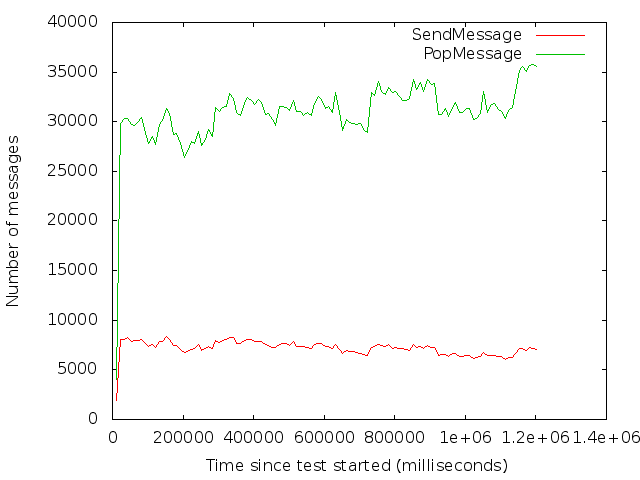 40000
SendMessage
PopMessage
35000
30000
25000
20000
15000
10000
5000
0
Number of messages
0 200000 400000 600000 800000 1e+06 1.2e+06 1.4e+06
Time since test started (milliseconds)